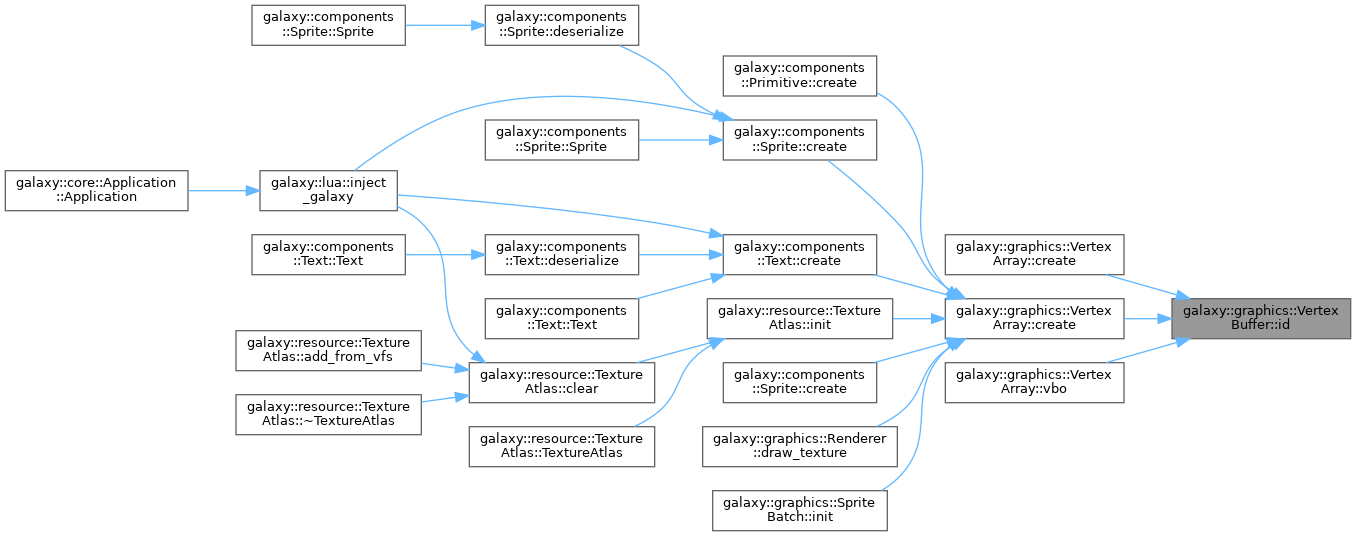 galaxy::components
::Sprite::Sprite
galaxy::components
::Sprite::deserialize
galaxy::components
::Primitive::create
galaxy::components
::Sprite::Sprite
galaxy::components
::Sprite::create
galaxy::core::Application
::Application
galaxy::lua::inject
_galaxy
galaxy::components
::Text::Text
galaxy::components
::Text::deserialize
galaxy::components
::Text::create
galaxy::graphics::Vertex
Array::create
galaxy::components
::Text::Text
galaxy::resource::Texture
Atlas::init
galaxy::graphics::Vertex
Array::create
galaxy::graphics::Vertex
Buffer::id
galaxy::resource::Texture
Atlas::add_from_vfs
galaxy::resource::Texture
Atlas::clear
galaxy::components
::Sprite::create
galaxy::graphics::Vertex
Array::vbo
galaxy::resource::Texture
Atlas::~TextureAtlas
galaxy::resource::Texture
Atlas::TextureAtlas
galaxy::graphics::Renderer
::draw_texture
galaxy::graphics::Sprite
Batch::init